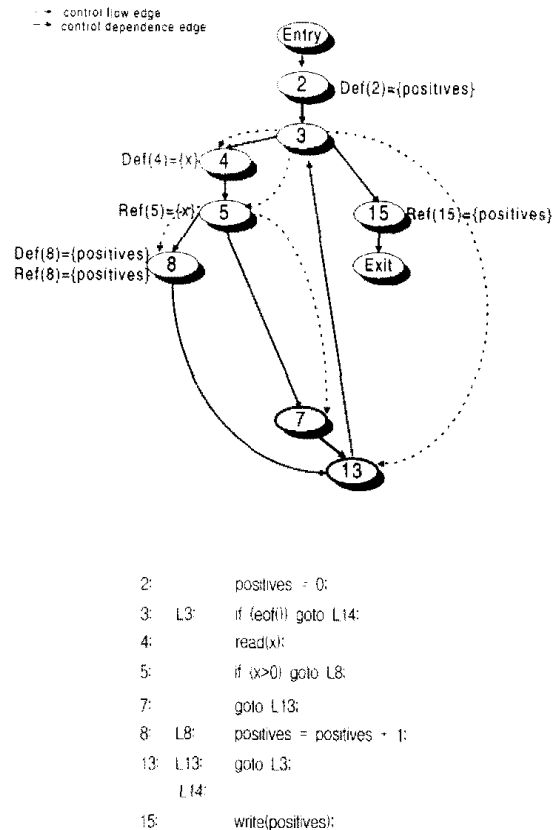 control flow edge
control dependence edge
Entry
2 Def(2)={positives}
3
Def(4)={x} 4
Ref(5)={x} 5 15 Ref(15)={positives}
Def(8)={positives}
Ref(8)={positives} 8 Exit
7
13
2: positives = 0;
3: L3: if (eof()) goto L14;
4: read(x);
5: if (x>0) goto L8;
7: goto L13;
8: L8: positives = positives + 1;
13: L13: goto L3;
L14:
15: write(positives);